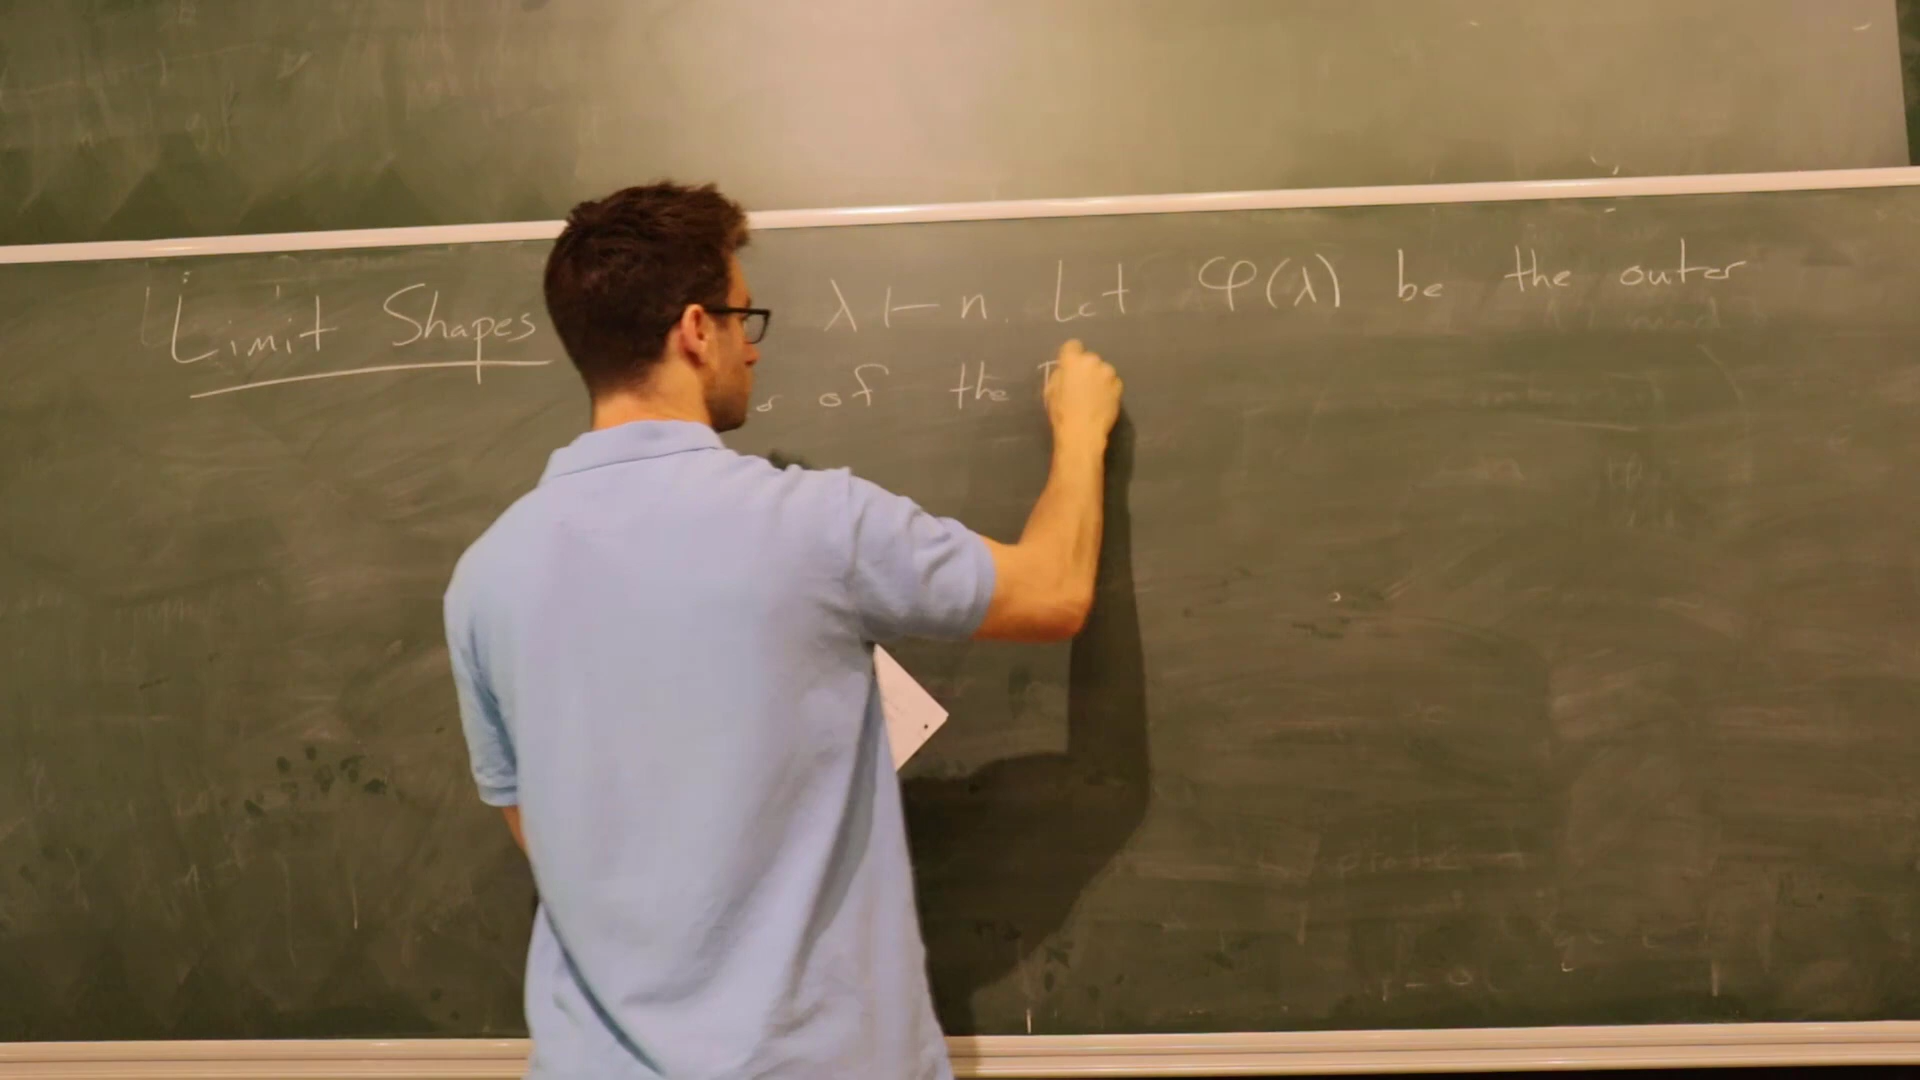 Limit Shapes λ ⊢ n. Let φ(λ) be the outer
of the